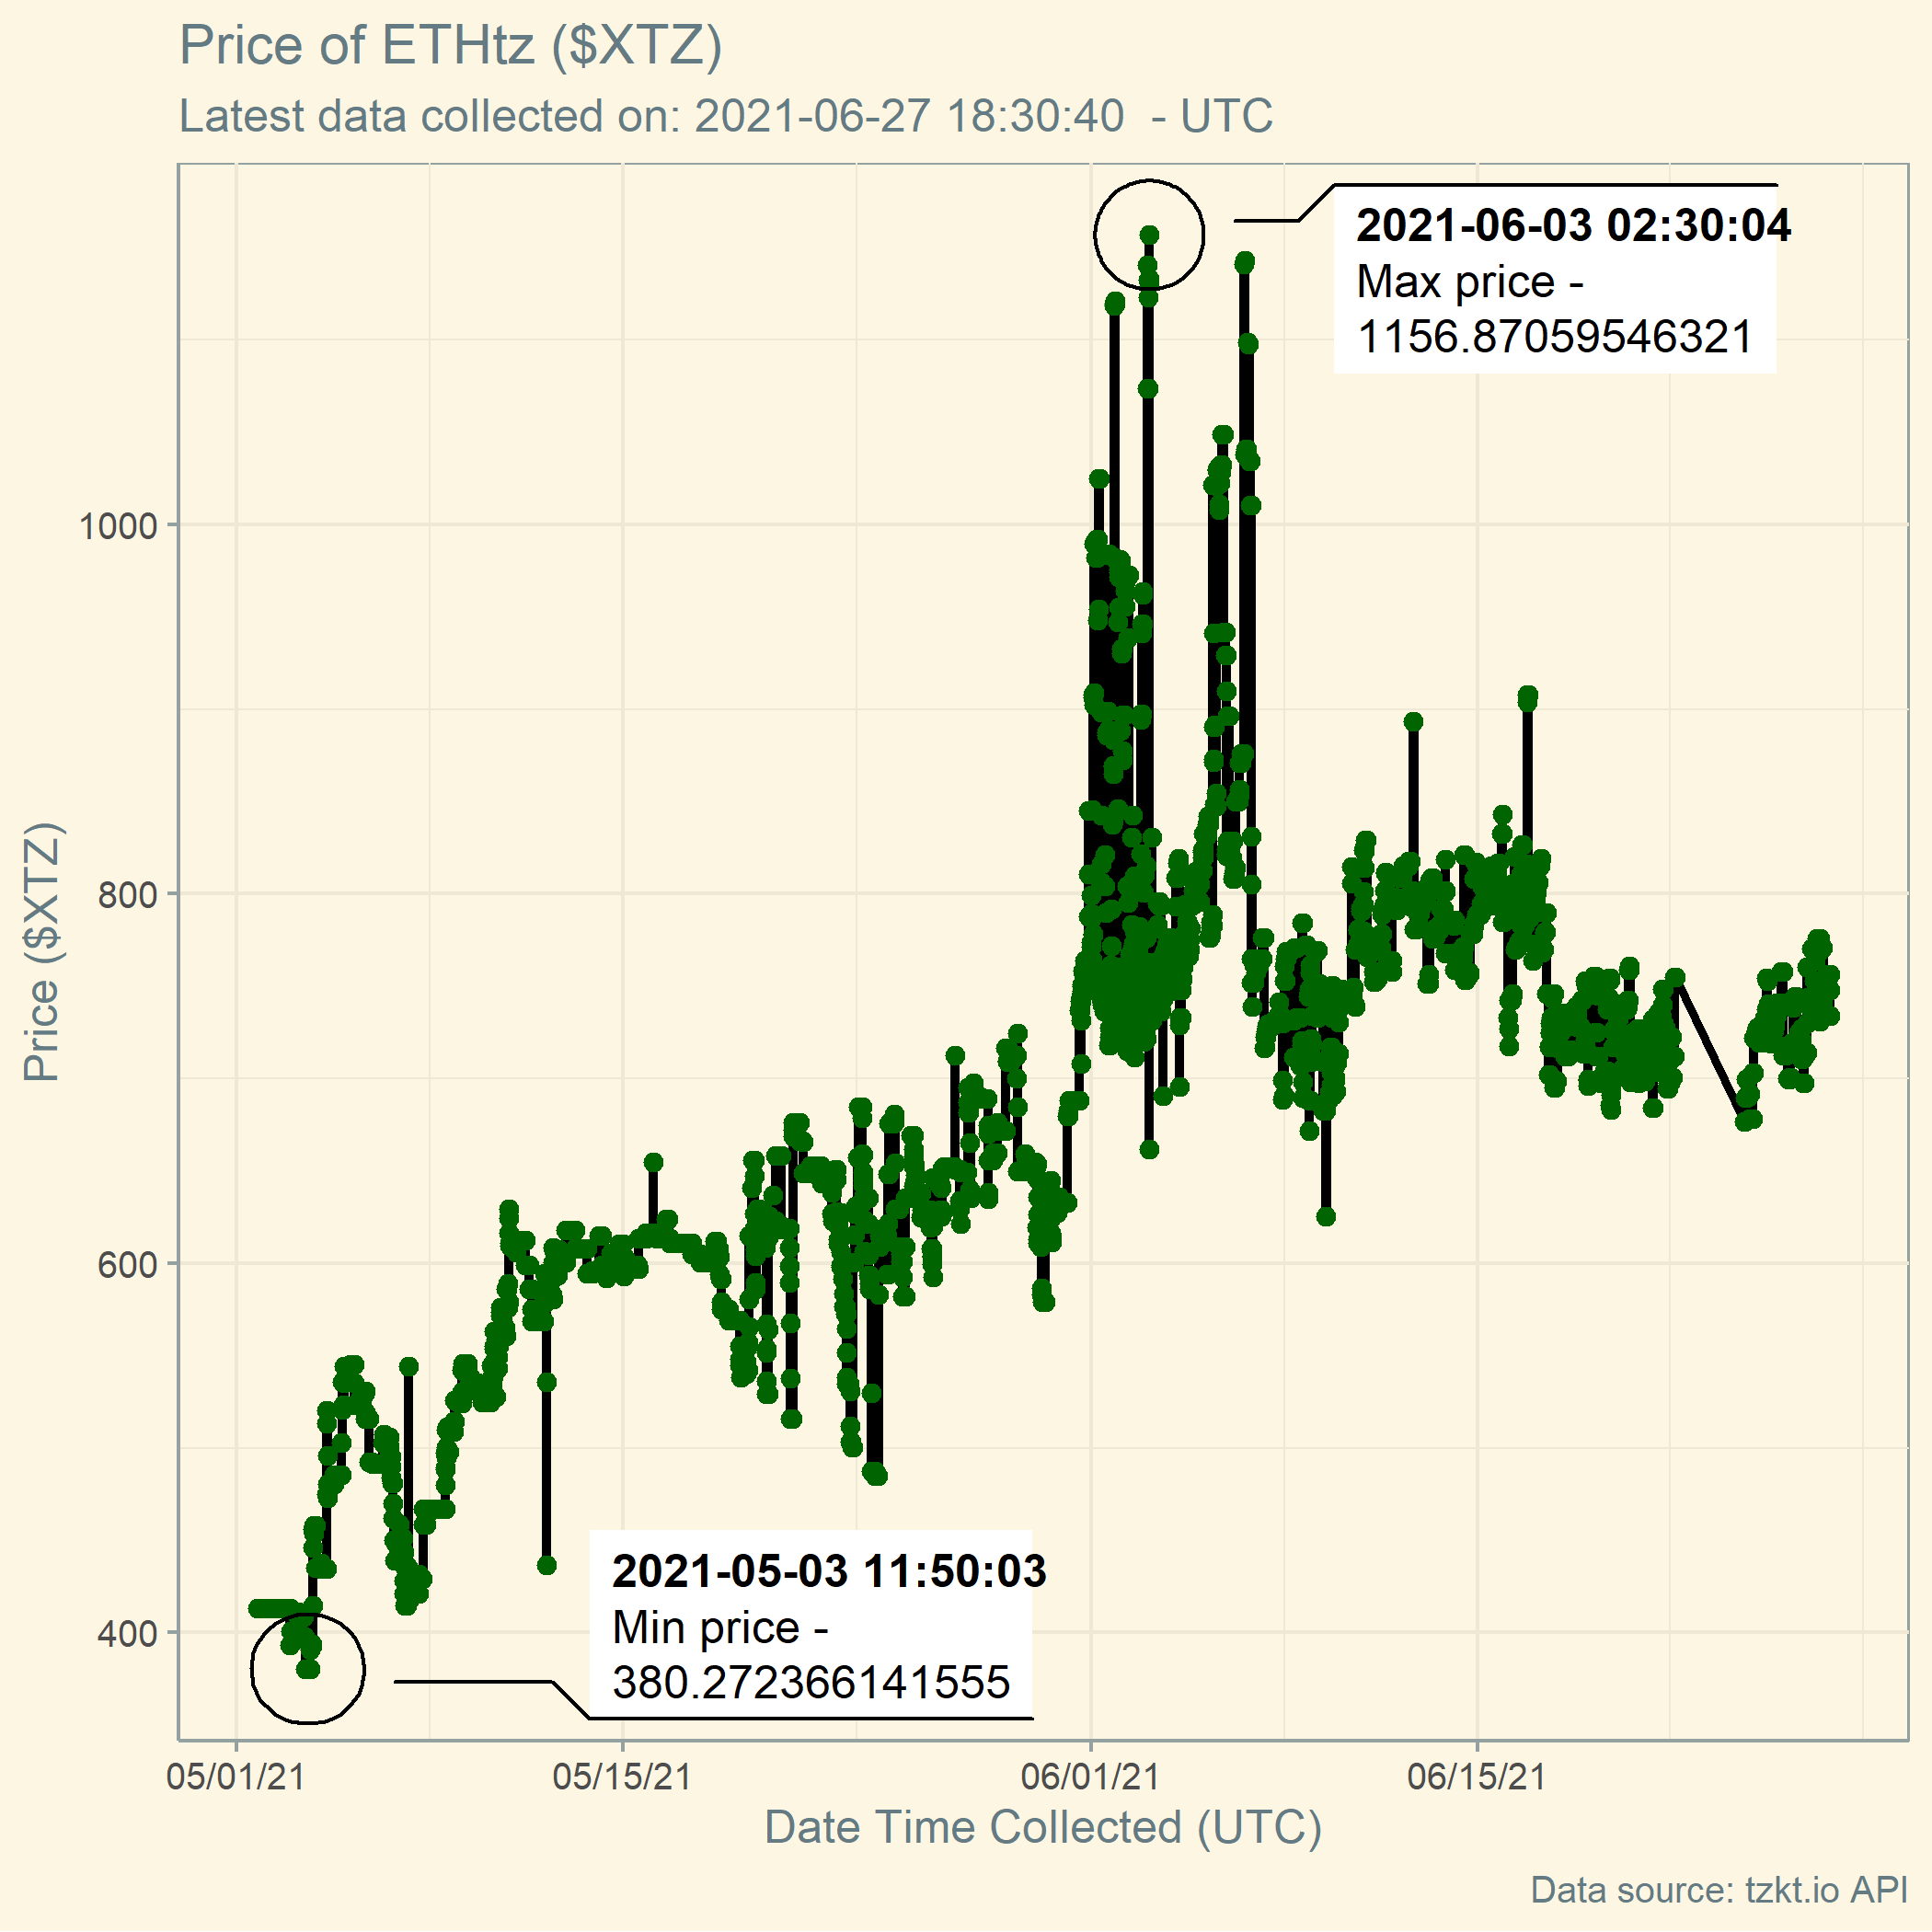 Price of ETHtz ($XTZ)
Latest data collected on: 2021-06-27 18:30:40  - UTC
2021-06-03 02:30:04
Max price -
1156.87059546321
1000
800
600
400
Price ($XTZ)
2021-05-03 11:50:03
Min price -
380.272366141555
05/01/21
05/15/21
06/01/21
06/15/21
Date Time Collected (UTC)
Data source: tzkt.io API